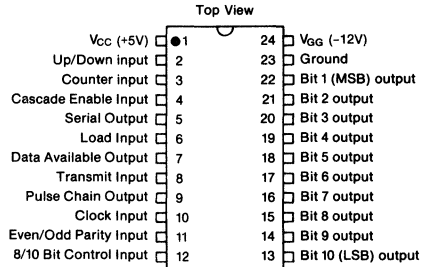 Top View
Vcc (+5V) 1 24 VGG (-12V)
Up/Down input 2 23 Ground
Counter input 3 22 Bit 1 (MSB) output
Cascade Enable Input 4 21 Bit 2 output
Serial Output 5 20 Bit 3 output
Load Input 6 19 Bit 4 output
Data Available Output 7 18 Bit 5 output
Transmit Input 8 17 Bit 6 output
Pulse Chain Output 9 16 Bit 7 output
Clock Input 10 15 Bit 8 output
Even/Odd Parity Input 11 14 Bit 9 output
8/10 Bit Control Input 12 13 Bit 10 (LSB) output